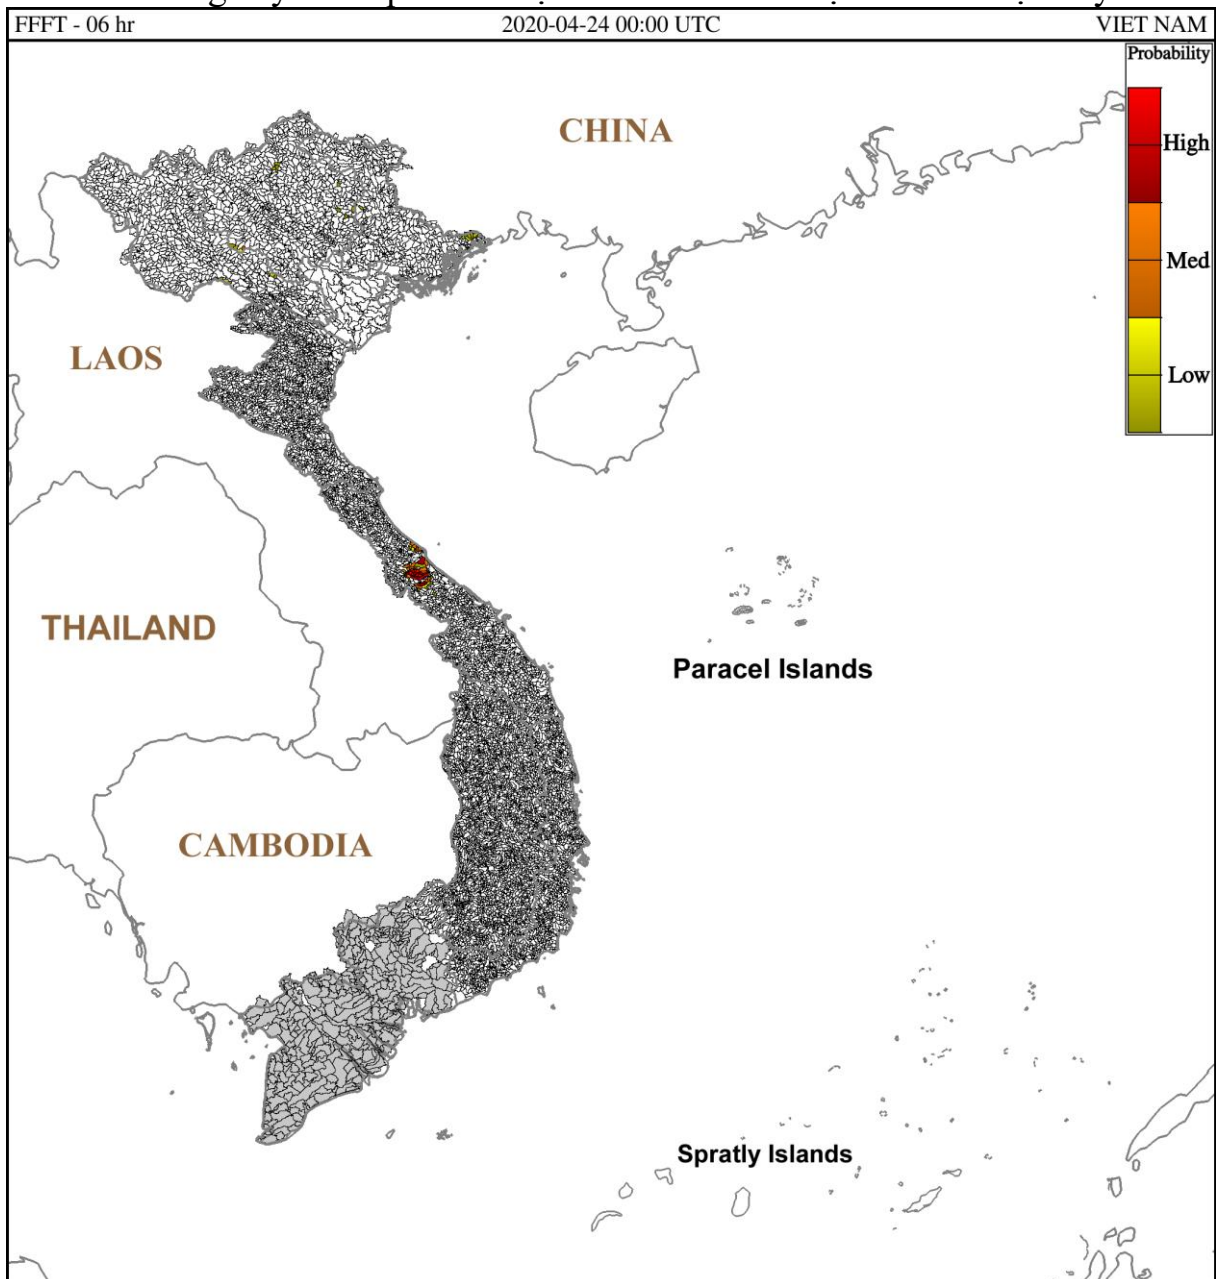 FFFT - 06 hr
2020-04-24 00:00 UTC
VIET NAM
Probability
CHINA
High
Med
LAOS
Low
THAILAND
Paracel Islands
CAMBODIA
Spratly Islands